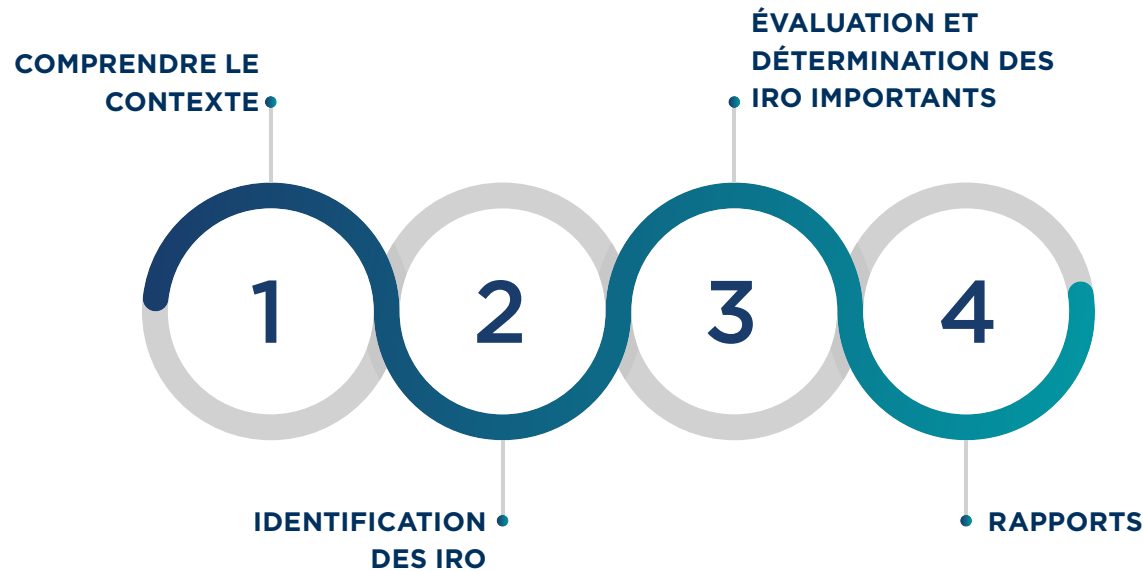 COMPRENDRE LE
CONTEXTE
ÉVALUATION ET
DÉTERMINATION DES
IRO IMPORTANTS
1
2
3
4
IDENTIFICATION
DES IRO
RAPPORTS